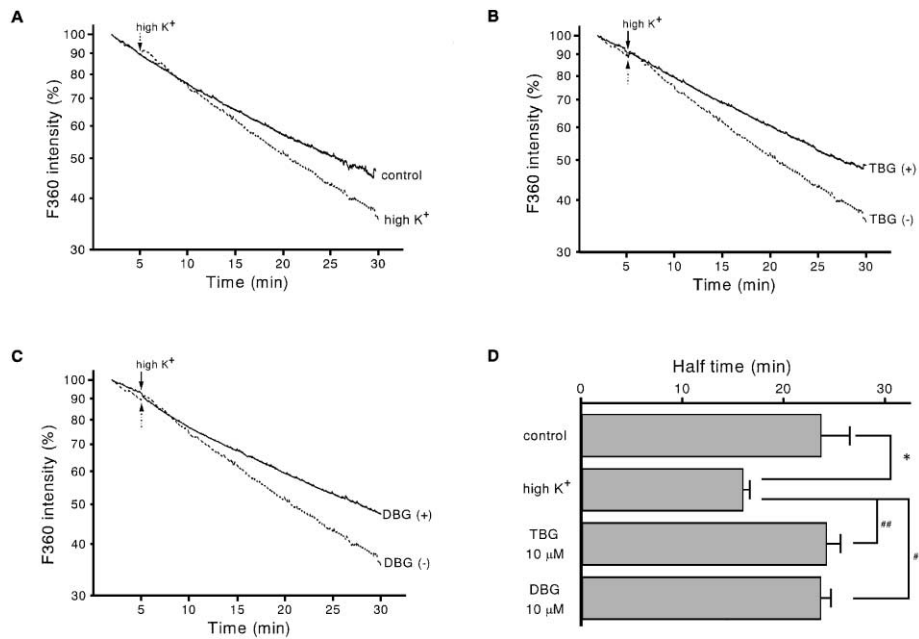 A
high K+
100
90
80
70
60
50
40
30
F360 intensity (%)
control
high K+
5 10 15 20 25 30
Time (min)
B
high K+
100
90
80
70
60
50
40
30
F360 intensity (%)
TBG (+)
TBG (-)
5 10 15 20 25 30
Time (min)
C
high K+
100
90
80
70
60
50
40
30
F360 intensity (%)
DBG (+)
DBG (-)
5 10 15 20 25 30
Time (min)
D
Half time (min)
0 10 20 30
control
*
high K+
##
TBG
10 μM
#
DBG
10 μM